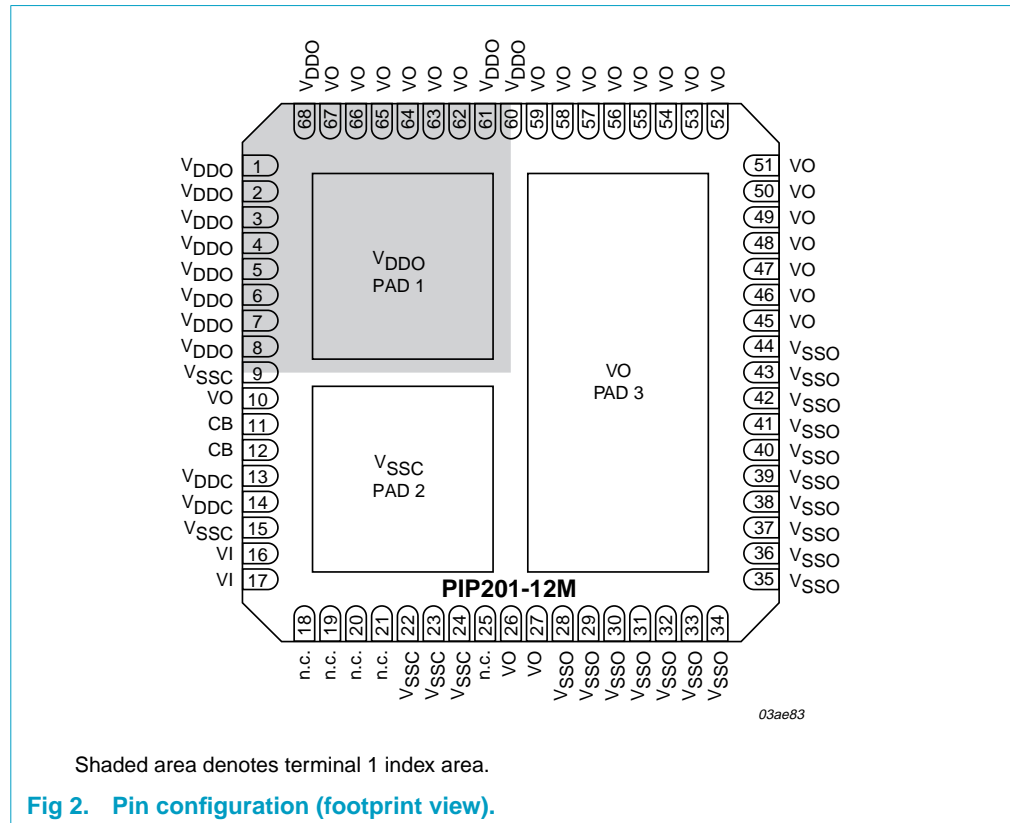 VDDO VO VO VO VO VO VO VDDO VDDO VO VO VO VO VO VO VO VO
68 67 66 65 64 63 62 61 60 59 58 57 56 55 54 53 52
VDDO 1
VDDO 2
VDDO 3
VDDO 4
VDDO 5
VDDO 6
VDDO 7
VDDO 8
VSSC 9
VO 10
CB 11
CB 12
VDDC 13
VDDC 14
VSSC 15
VI 16
VI 17
VDDO
PAD 1
VSSC
PAD 2
VO
PAD 3
51 VO
50 VO
49 VO
48 VO
47 VO
46 VO
45 VO
44 VSSO
43 VSSO
42 VSSO
41 VSSO
40 VSSO
39 VSSO
38 VSSO
37 VSSO
36 VSSO
35 VSSO
PIP201-12M
18 19 20 21 22 23 24 25 26 27 28 29 30 31 32 33 34
n.c. n.c. n.c. n.c. VSSC VSSC VSSC n.c. VO VO VSSO VSSO VSSO VSSO VSSO VSSO VSSO
03ae83
Shaded area denotes terminal 1 index area.
Fig 2. Pin configuration (footprint view).